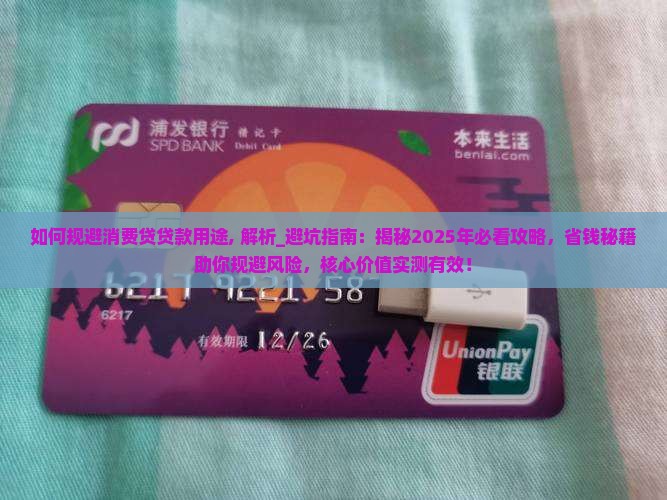 浦发银行 借记卡
SPD BANK Debit Card
本来生活
benlai.com
如何规避消费贷贷款用途, 解析_避坑指南：揭秘2025年必看攻略，省钱秘籍
助你规避风险，核心价值实测有效！
6217 9221 58
6217
有效期限 12/26
UnionPay
银联